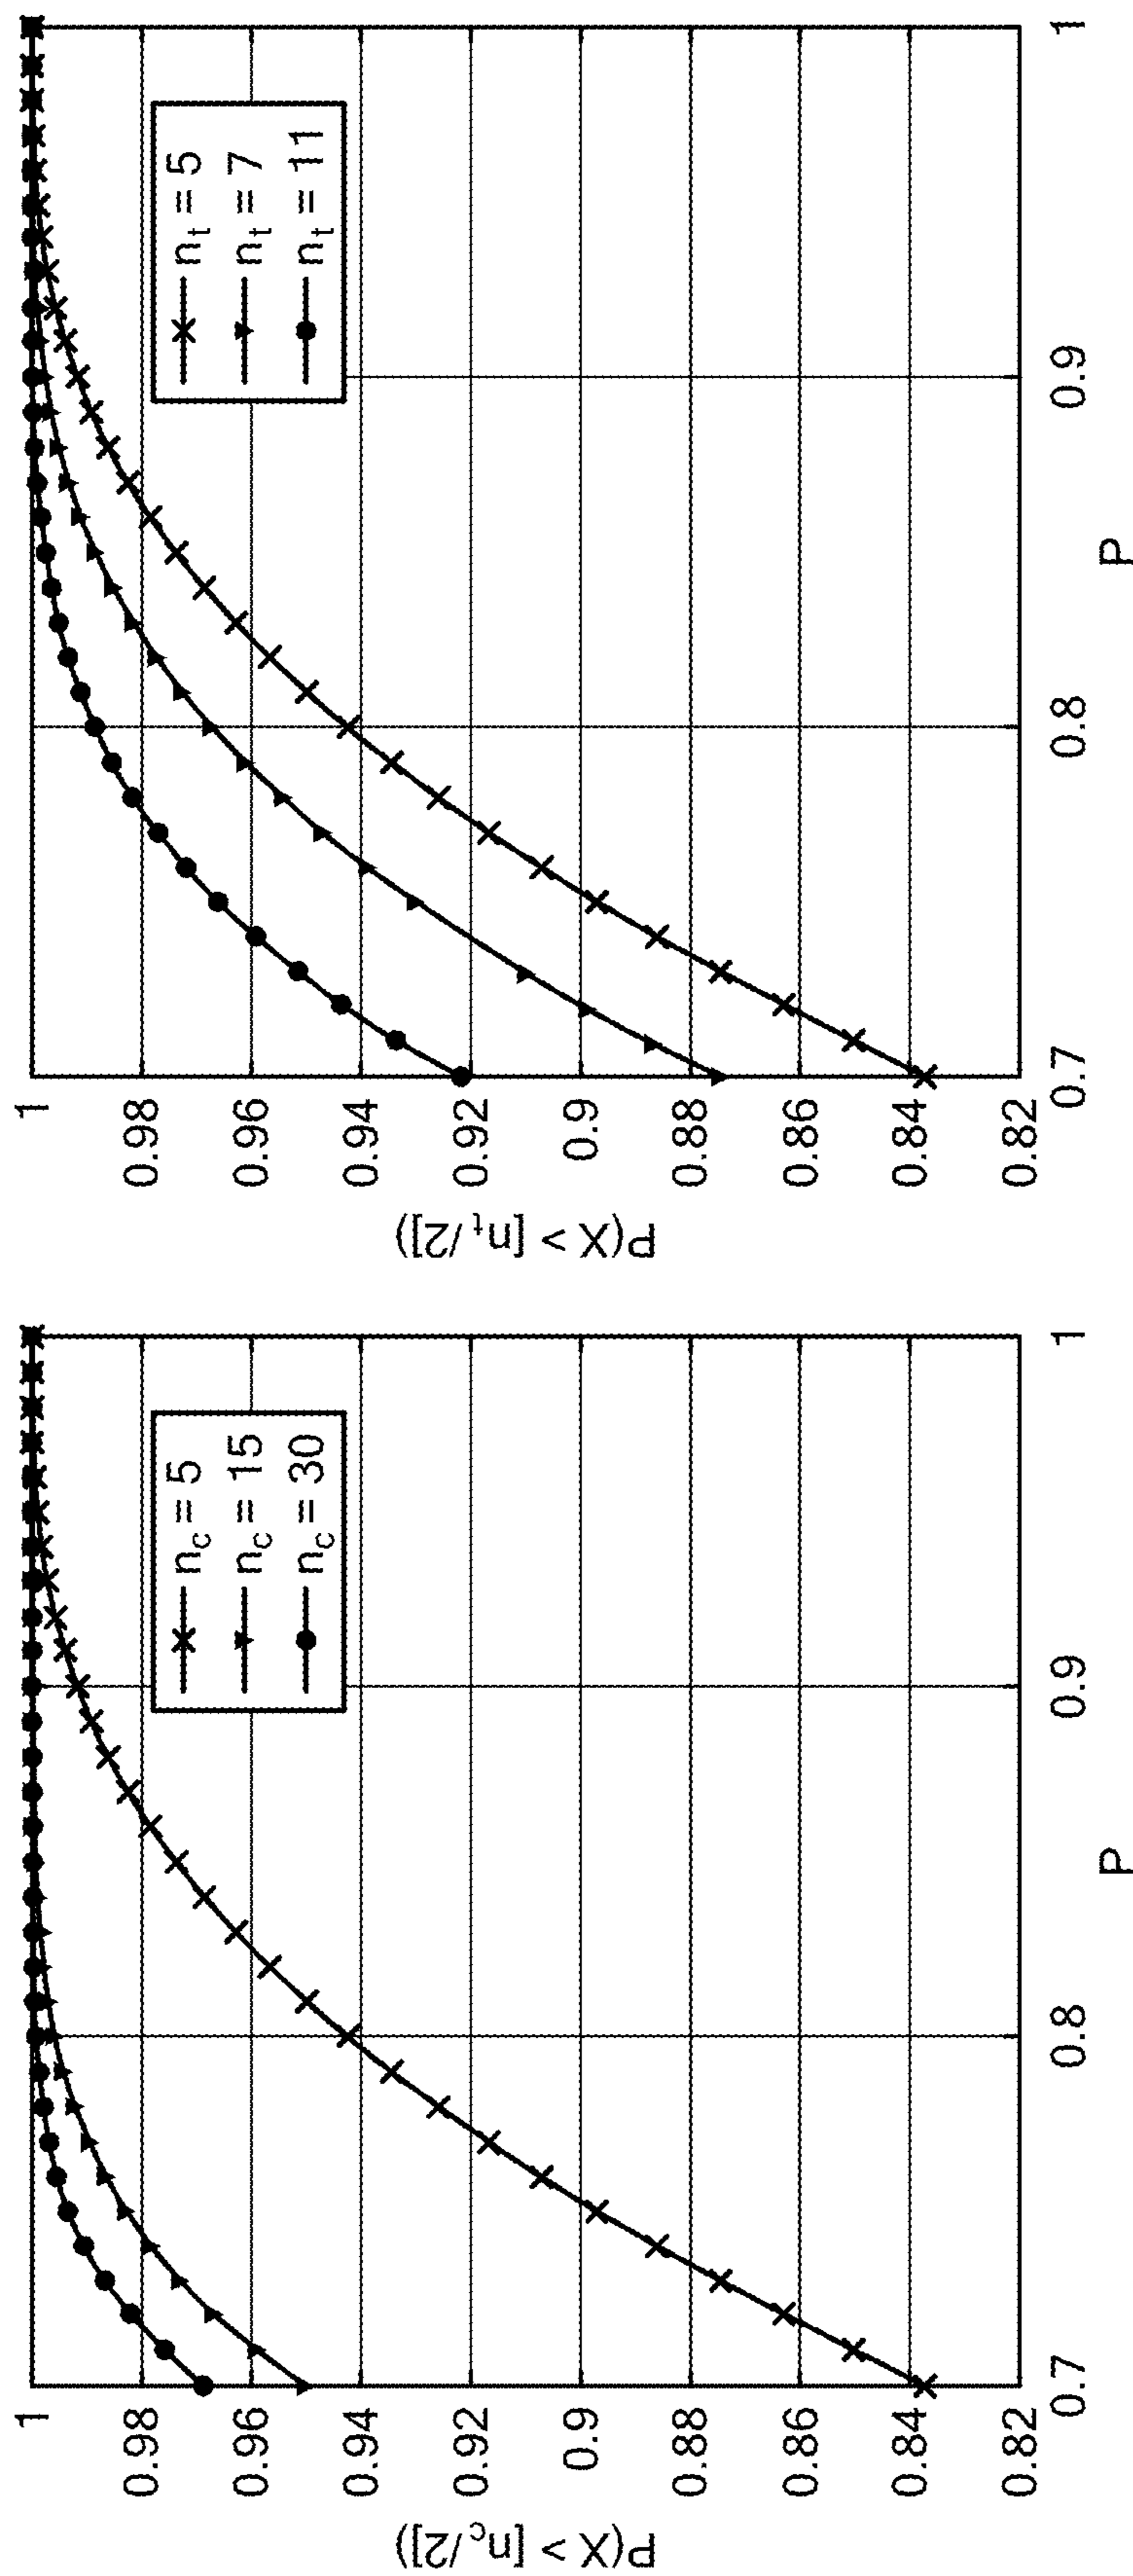 P(X > [n_c/2])
1
0.98
0.96
0.94
0.92
0.9
0.88
0.86
0.84
0.82
0.7
0.8
0.9
1
P
n_c = 5
n_c = 15
n_c = 30
P(X > [n_t/2])
1
0.98
0.96
0.94
0.92
0.9
0.88
0.86
0.84
0.82
0.7
0.8
0.9
1
P
n_t = 5
n_t = 7
n_t = 11